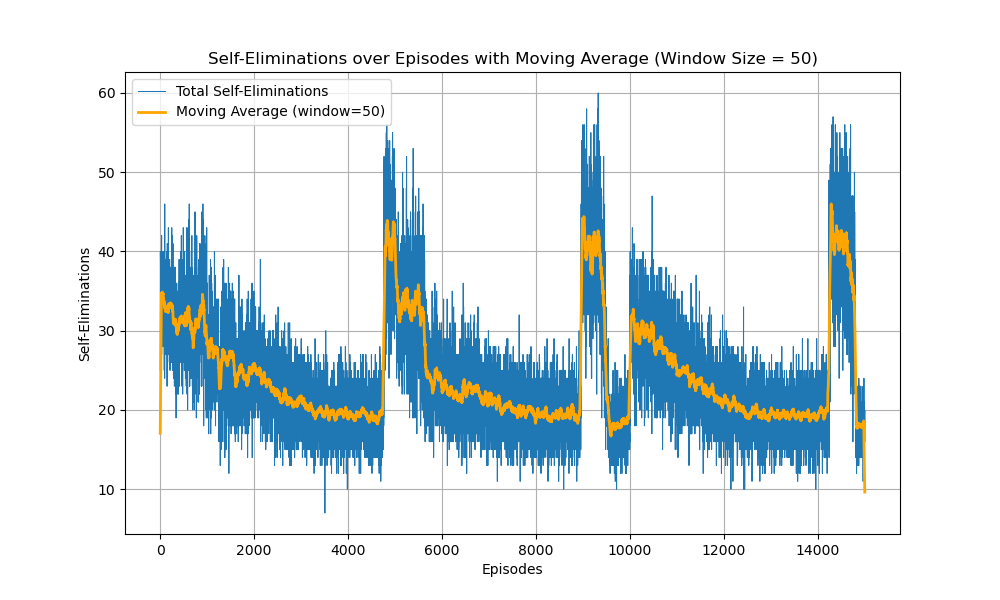 Self-Eliminations over Episodes with Moving Average (Window Size = 50)
Total Self-Eliminations
Moving Average (window=50)
60
50
40
30
20
10
Self-Eliminations
0 2000 4000 6000 8000 10000 12000 14000
Episodes